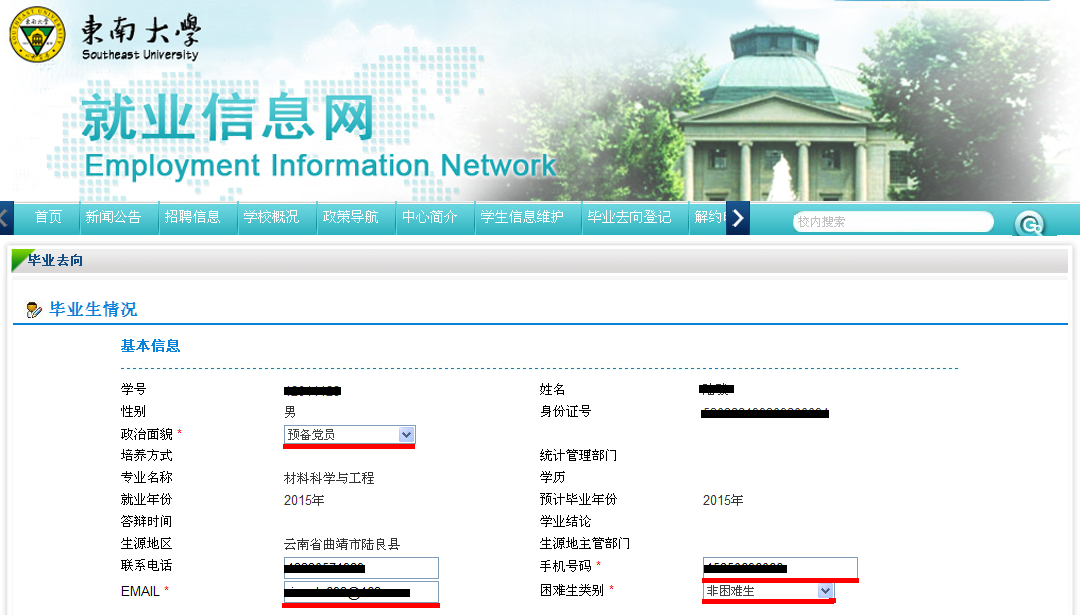 東南大學
Southeast University
就业信息网
Employment Information Network
首页 新闻公告 招聘信息 学校概况 政策导航 中心简介 学生信息维护 毕业去向登记 解约 校内搜索
毕业去向
毕业生情况
基本信息
学号 姓名
性别 男 身份证号
政治面貌 * 预备党员
培养方式 统计管理部门
专业名称 材料科学与工程 学历
就业年份 2015年 预计毕业年份 2015年
答辩时间 学业结论
生源地区 云南省曲靖市陆良县 生源地主管部门
联系电话 手机号码 *
EMAIL * 困难生类别 * 非困难生